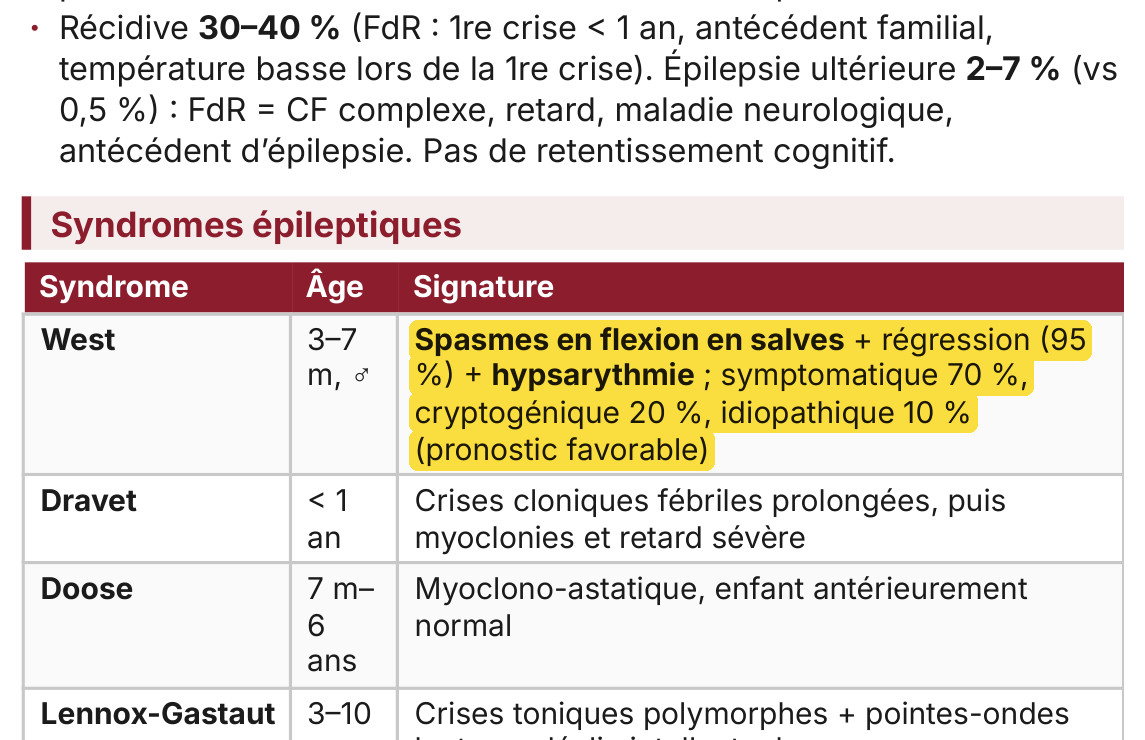 • Récidive 30–40 % (FdR : 1re crise < 1 an, antécédent familial,
température basse lors de la 1re crise). Épilepsie ultérieure 2–7 % (vs
0,5 %) : FdR = CF complexe, retard, maladie neurologique,
antécédent d’épilepsie. Pas de retentissement cognitif.
Syndromes épileptiques
Syndrome Âge Signature
West 3–7 Spasmes en flexion en salves + régression (95
m, ♂ %) + hypsarythmie ; symptomatique 70 %,
cryptogénique 20 %, idiopathique 10 %
(pronostic favorable)
Dravet < 1 Crises cloniques fébriles prolongées, puis
an myoclonies et retard sévère
Doose 7 m– Myoclono-astatique, enfant antérieurement
6 normal
ans
Lennox-Gastaut 3–10 Crises toniques polymorphes + pointes-ondes